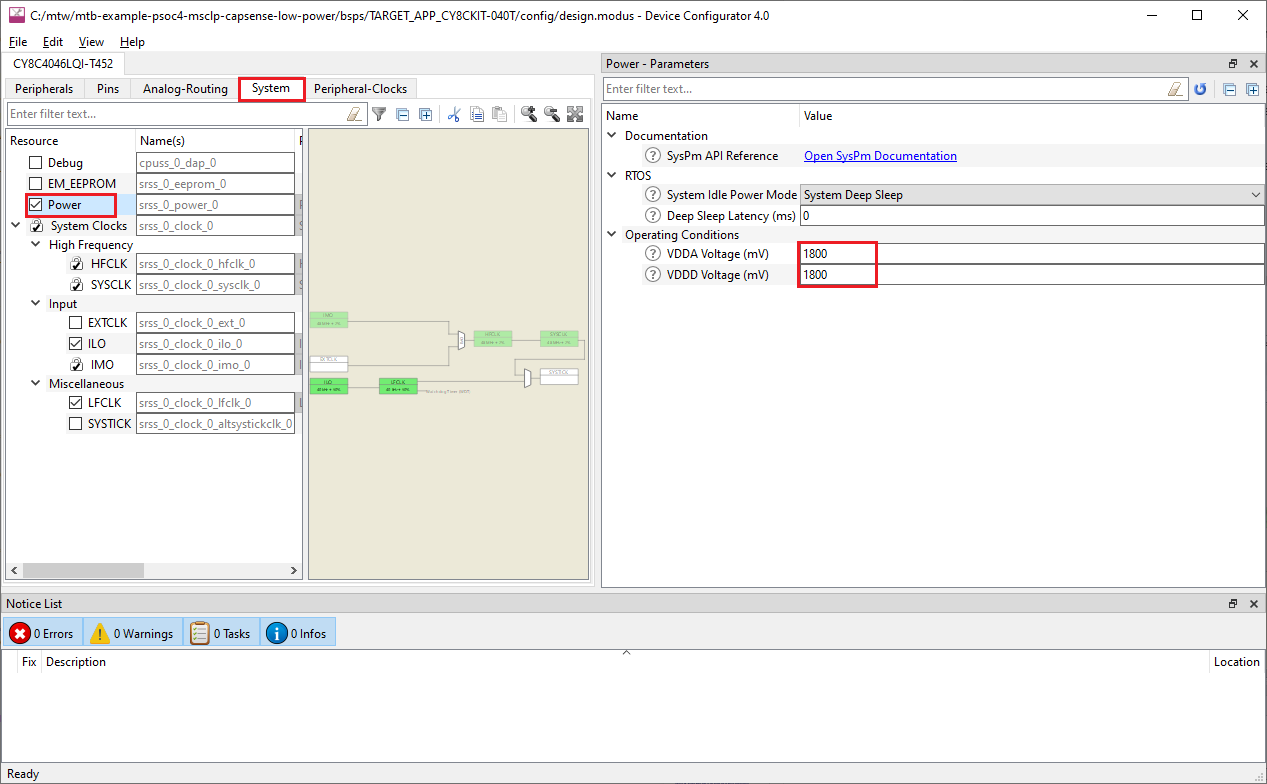 C:/mtw/mtb-example-psoc4-msclp-capsense-low-power/bsps/TARGET_APP_CY8CKIT-040T/config/design.modus - Device Configurator 4.0
File Edit View Help
CY8C4046LQI-T452
Peripherals Pins Analog-Routing System Peripheral-Clocks
Enter filter text...
Resource Name(s)
Debug cpuss_0_dap_0
EM_EEPROM srss_0_eeprom_0
Power srss_0_power_0
System Clocks srss_0_clock_0
High Frequency
HFCLK srss_0_clock_0_hfclk_0
SYSCLK srss_0_clock_0_sysclk_0
Input
EXTCLK srss_0_clock_0_ext_0
ILO srss_0_clock_0_ilo_0
IMO srss_0_clock_0_imo_0
Miscellaneous
LFCLK srss_0_clock_0_lfclk_0
SYSTICK srss_0_clock_0_altsystickclk_0
IMO
HFCLK
SYSCLK
EXTCLK
SYSTICK
ILO
LFCLK
Power - Parameters
Enter filter text...
Name Value
Documentation
SysPm API Reference Open SysPm Documentation
RTOS
System Idle Power Mode System Deep Sleep
Deep Sleep Latency (ms) 0
Operating Conditions
VDDA Voltage (mV) 1800
VDDD Voltage (mV) 1800
Notice List
0 Errors 0 Warnings 0 Tasks 0 Infos
Fix Description Location
Ready